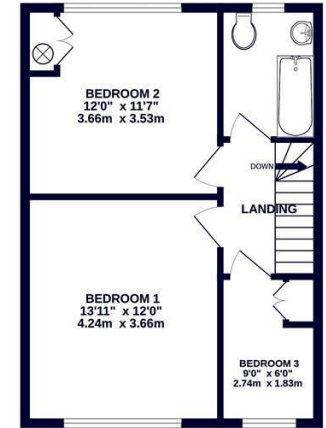 BEDROOM 2
12'0" x 11'7"
3.66m x 3.53m
DOWN
LANDING
BEDROOM 1
13'11" x 12'0"
4.24m x 3.66m
BEDROOM 3
9'0" x 6'0"
2.74m x 1.83m